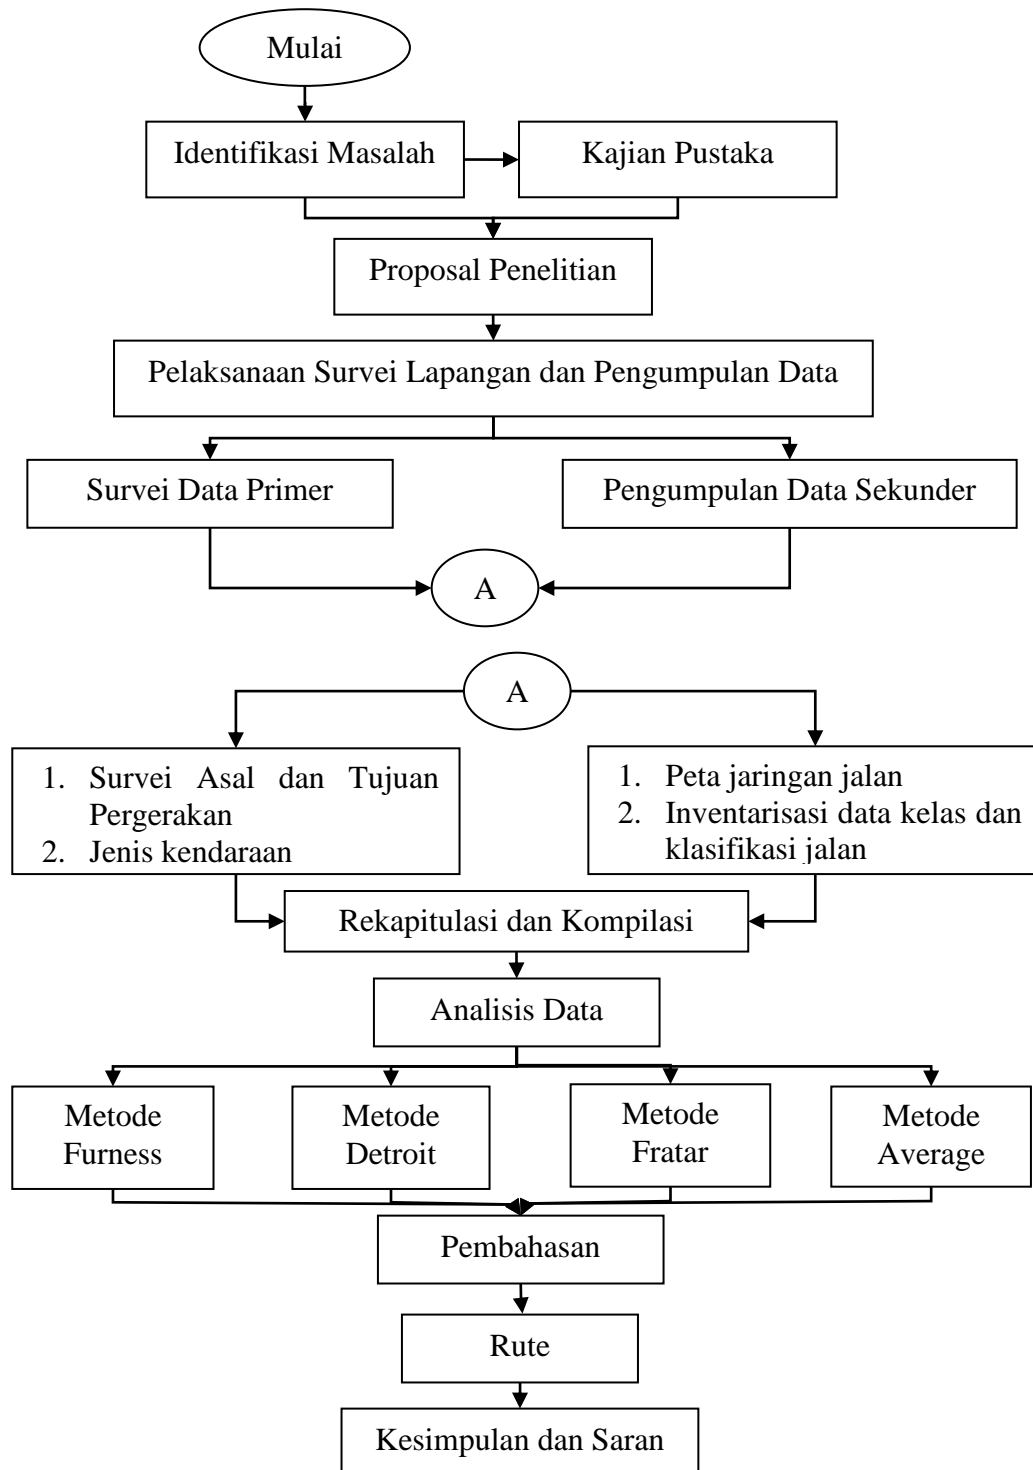 Mulai
Identifikasi Masalah
Kajian Pustaka
Proposal Penelitian
Pelaksanaan Survei Lapangan dan Pengumpulan Data
Survei Data Primer
Pengumpulan Data Sekunder
A
A
1. Survei Asal dan Tujuan
Pergerakan
2. Jenis kendaraan
1. Peta jaringan jalan
2. Inventarisasi data kelas dan
klasifikasi jalan
Rekapitulasi dan Kompilasi
Analisis Data
Metode
Furness
Metode
Detroit
Metode
Fratar
Metode
Average
Pembahasan
Rute
Kesimpulan dan Saran